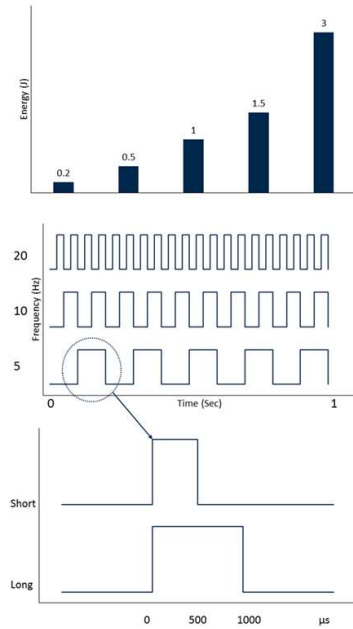 3
1.5
1
0.5
0.2
Energy (J)
20
10
5
Frequency (Hz)
0 Time (Sec) 1
Short
Long
0 500 1000 µs